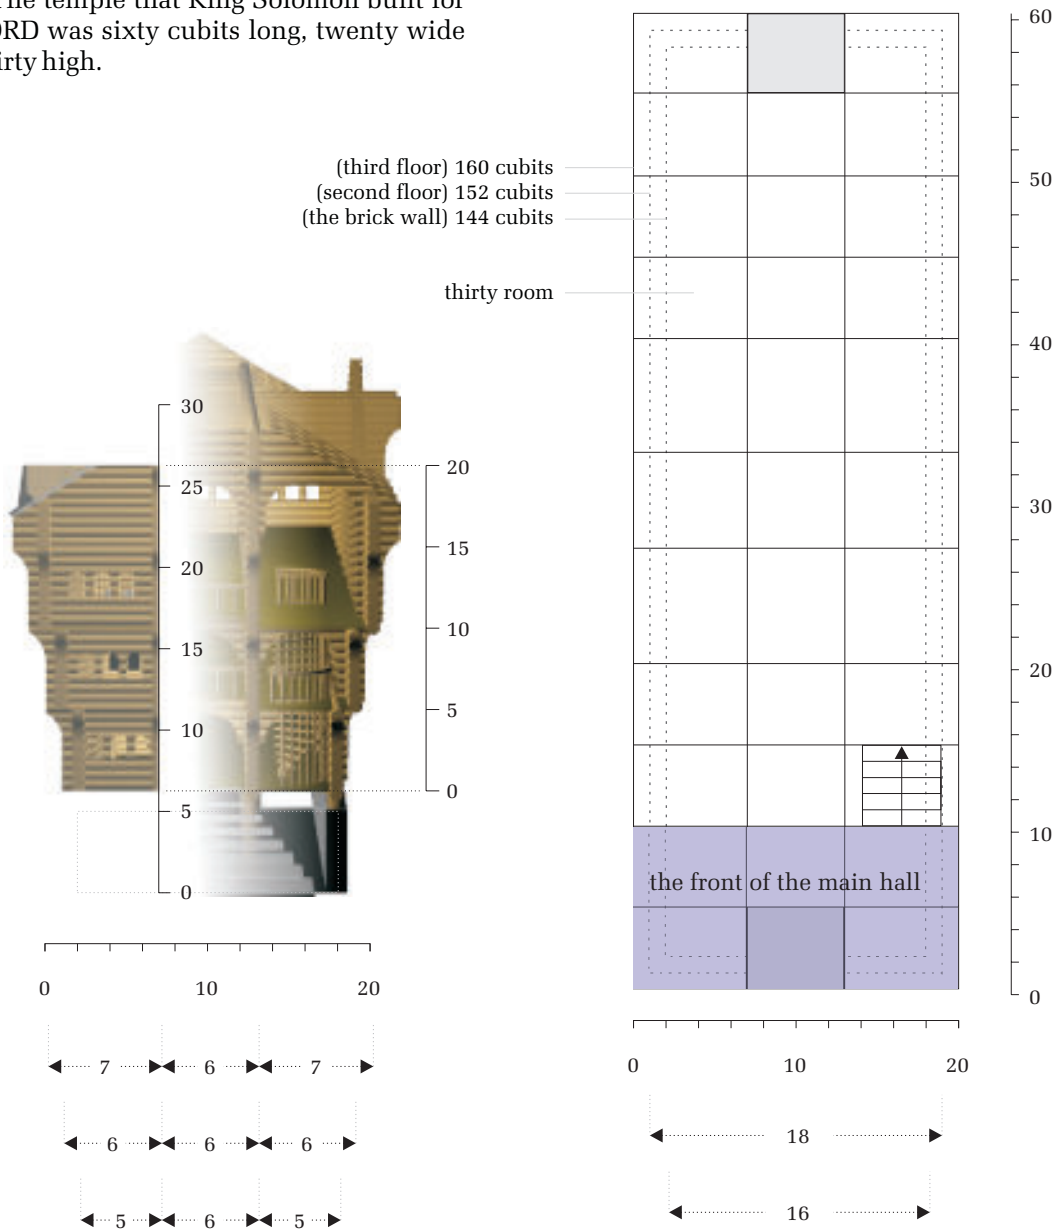 The temple that King Solomon built for
ORD was sixty cubits long, twenty wide
irty high.
(third floor) 160 cubits
(second floor) 152 cubits
(the brick wall) 144 cubits
thirty room
30
25
20
15
10
5
0
20
15
10
5
0
0 10 20
7 6 7
6 6 6
5 6 5
60
50
40
30
20
10
0
the front of the main hall
0 10 20
18
16